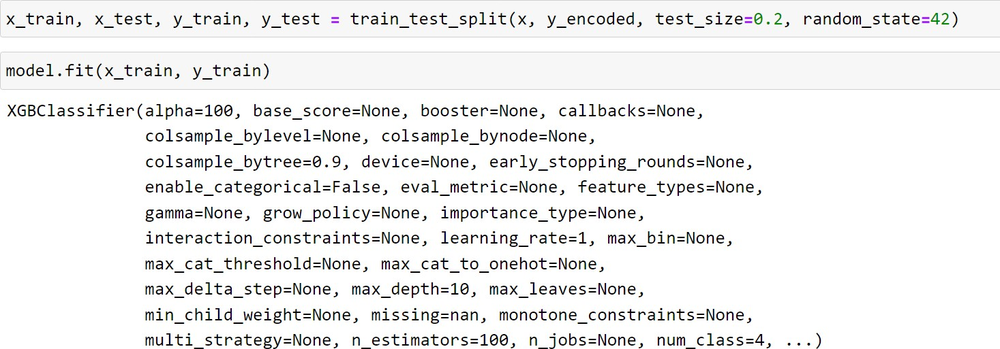 x_train, x_test, y_train, y_test = train_test_split(x, y_encoded, test_size=0.2, random_state=42)
model.fit(x_train, y_train)
XGBClassifier(alpha=100, base_score=None, booster=None, callbacks=None,
colsample_bylevel=None, colsample_bynode=None,
colsample_bytree=0.9, device=None, early_stopping_rounds=None,
enable_categorical=False, eval_metric=None, feature_types=None,
gamma=None, grow_policy=None, importance_type=None,
interaction_constraints=None, learning_rate=1, max_bin=None,
max_cat_threshold=None, max_cat_to_onehot=None,
max_delta_step=None, max_depth=10, max_leaves=None,
min_child_weight=None, missing=nan, monotone_constraints=None,
multi_strategy=None, n_estimators=100, n_jobs=None, num_class=4, ...)